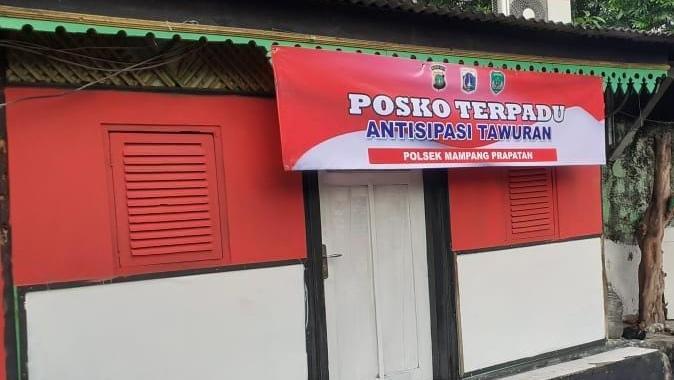 POSKO TERPADU
ANTISIPASI TAWURAN
POLSEK MAMPANG PRAPATAN